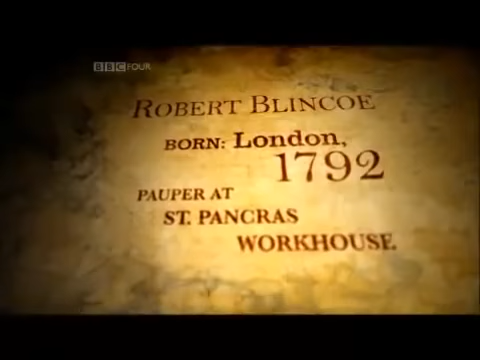 BBC FOUR
ROBERT BLINCOE
BORN: London,
1792
PAUPER AT
ST. PANCRAS
WORKHOUSE.